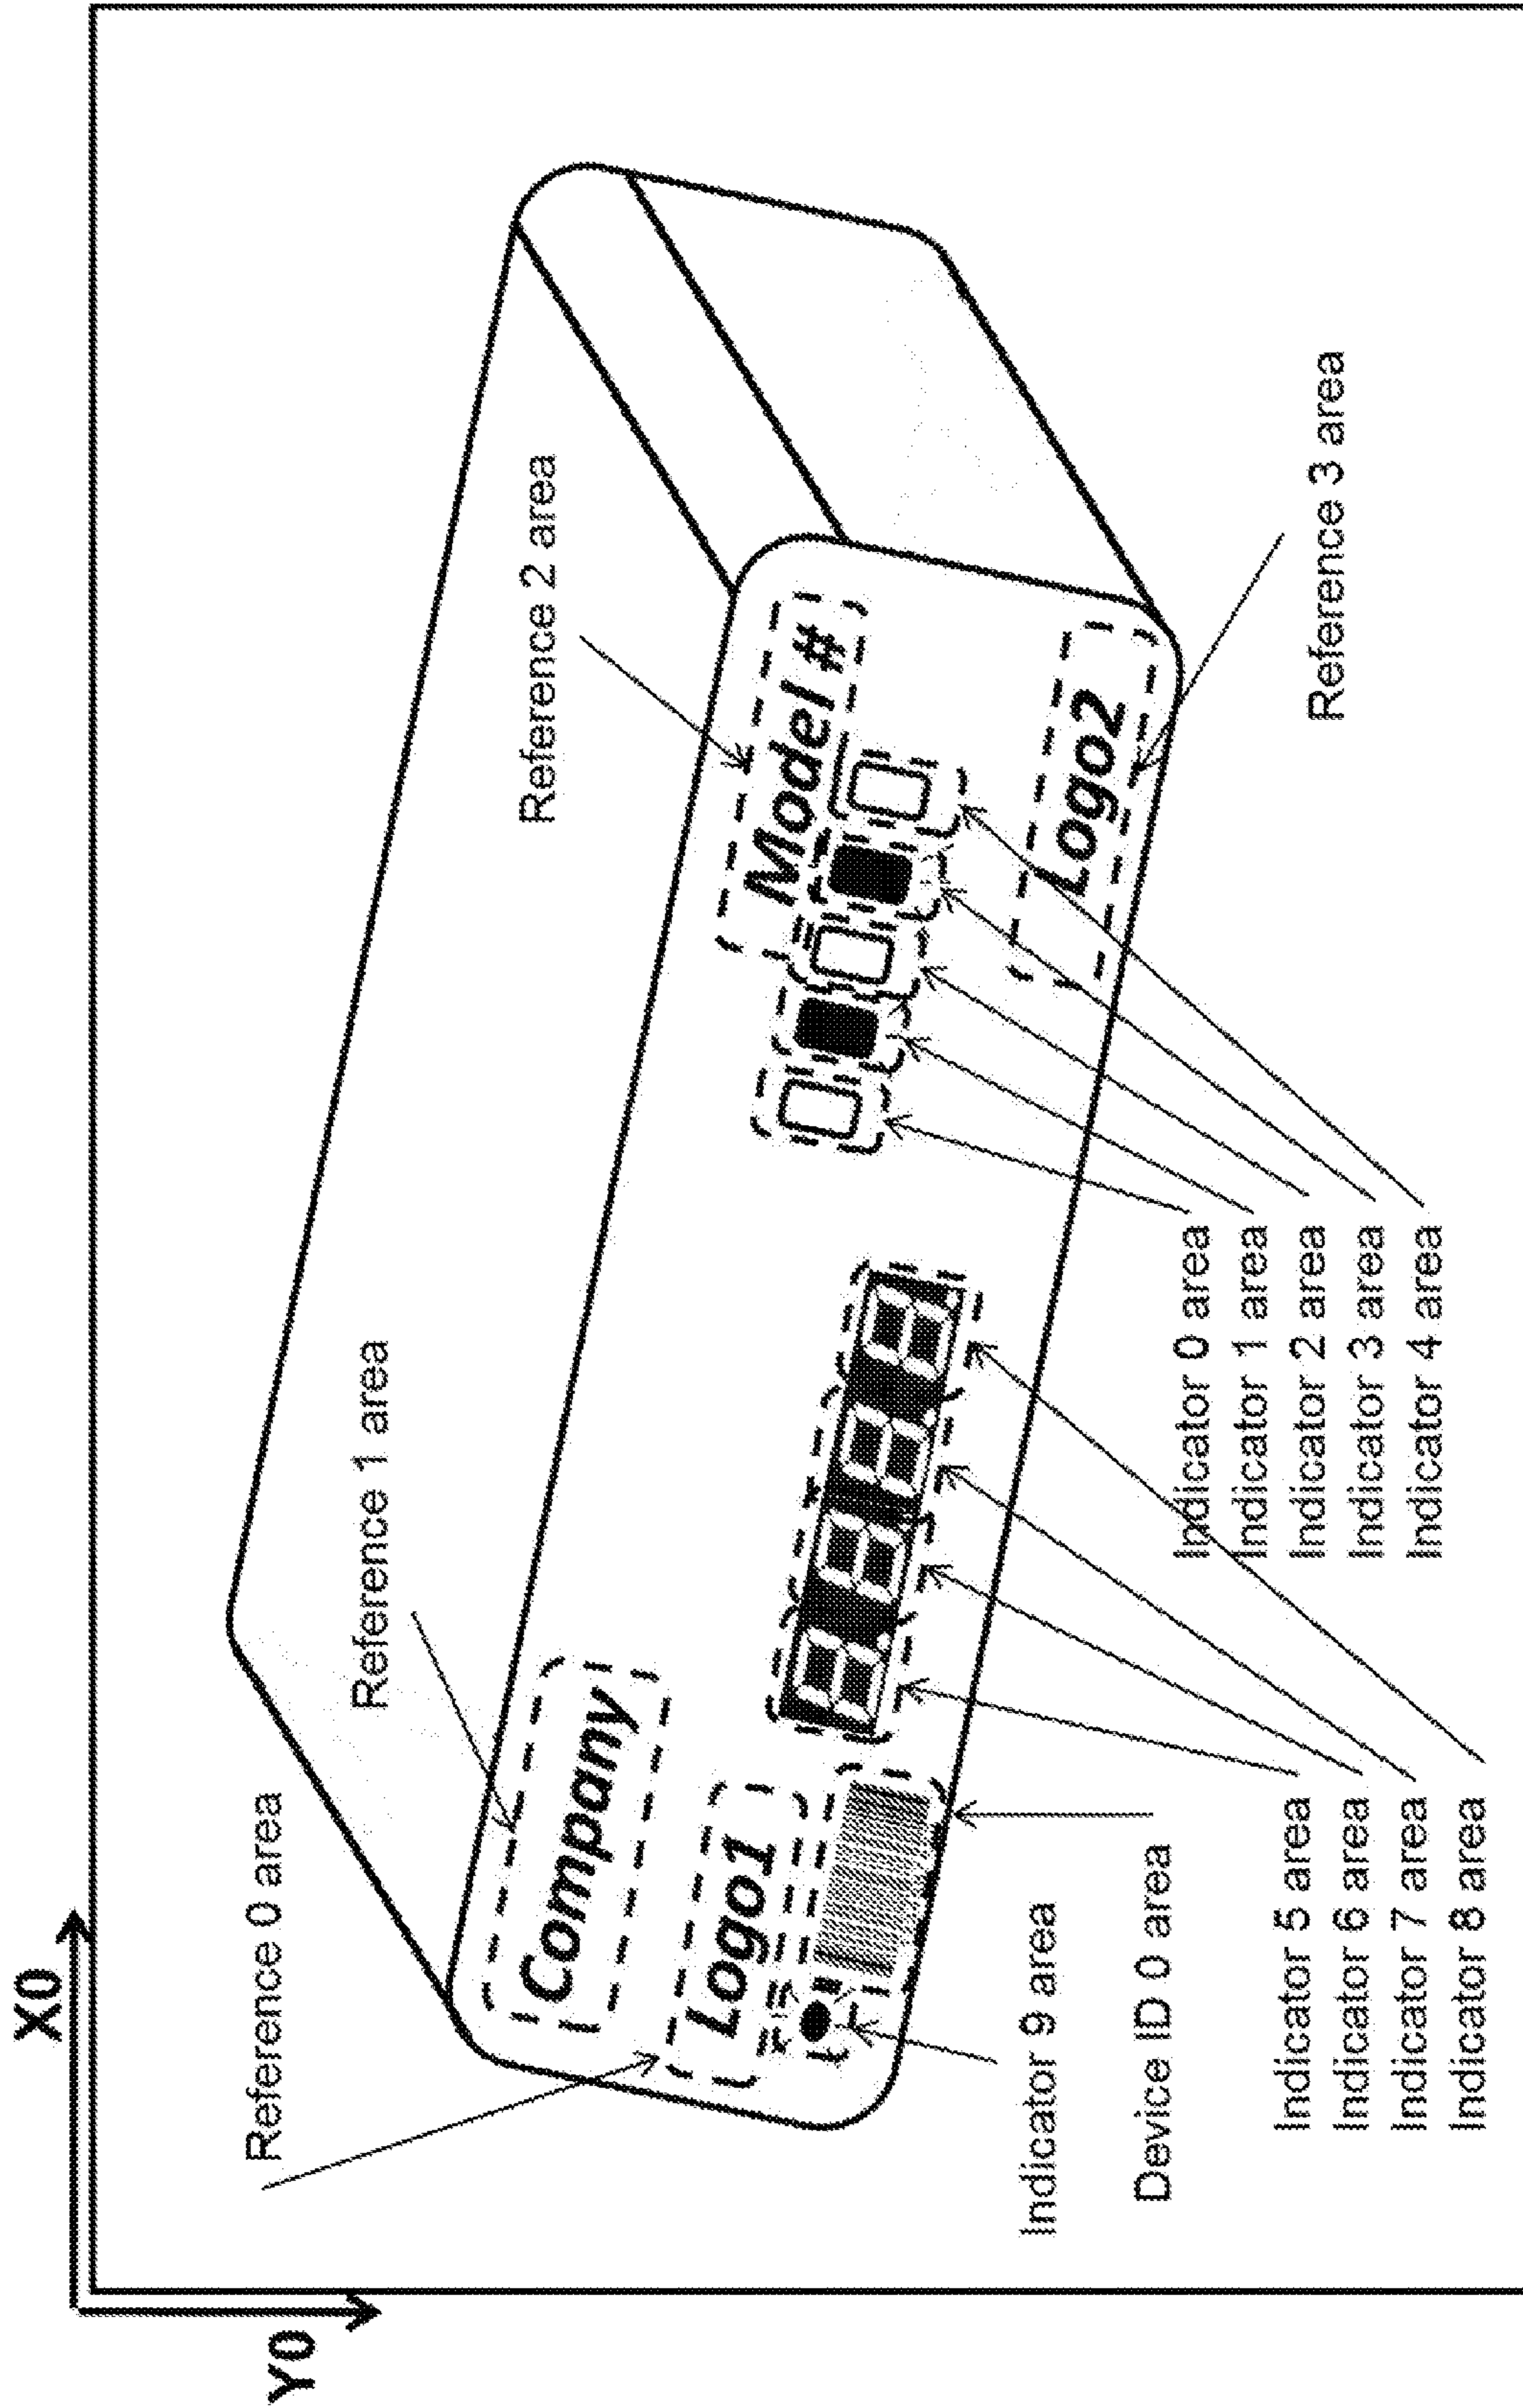 X0
Y0
Reference 0 area
Reference 1 area
Reference 2 area
Company
Logo1
Model #
Logo2
8888
Reference 3 area
Indicator 9 area
Device ID 0 area
Indicator 0 area
Indicator 1 area
Indicator 2 area
Indicator 3 area
Indicator 4 area
Indicator 5 area
Indicator 6 area
Indicator 7 area
Indicator 8 area